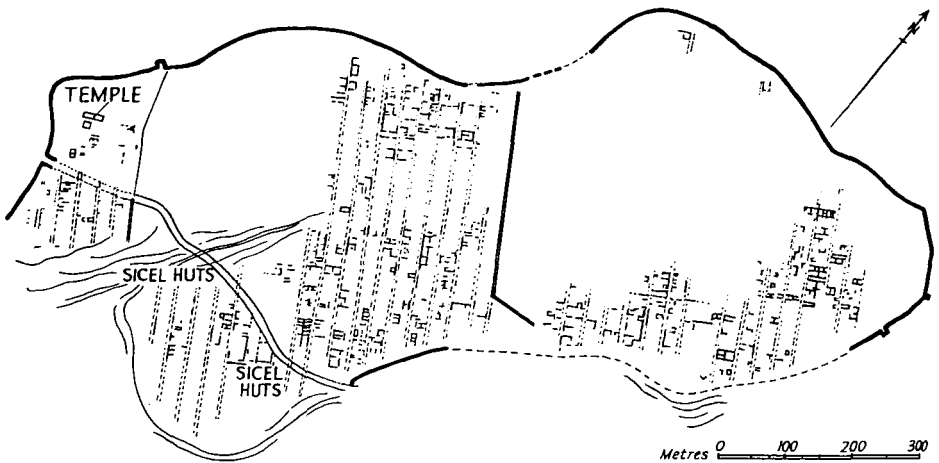 N
TEMPLE
SICEL HUTS
SICEL
HUTS
Metres 0 100 200 300